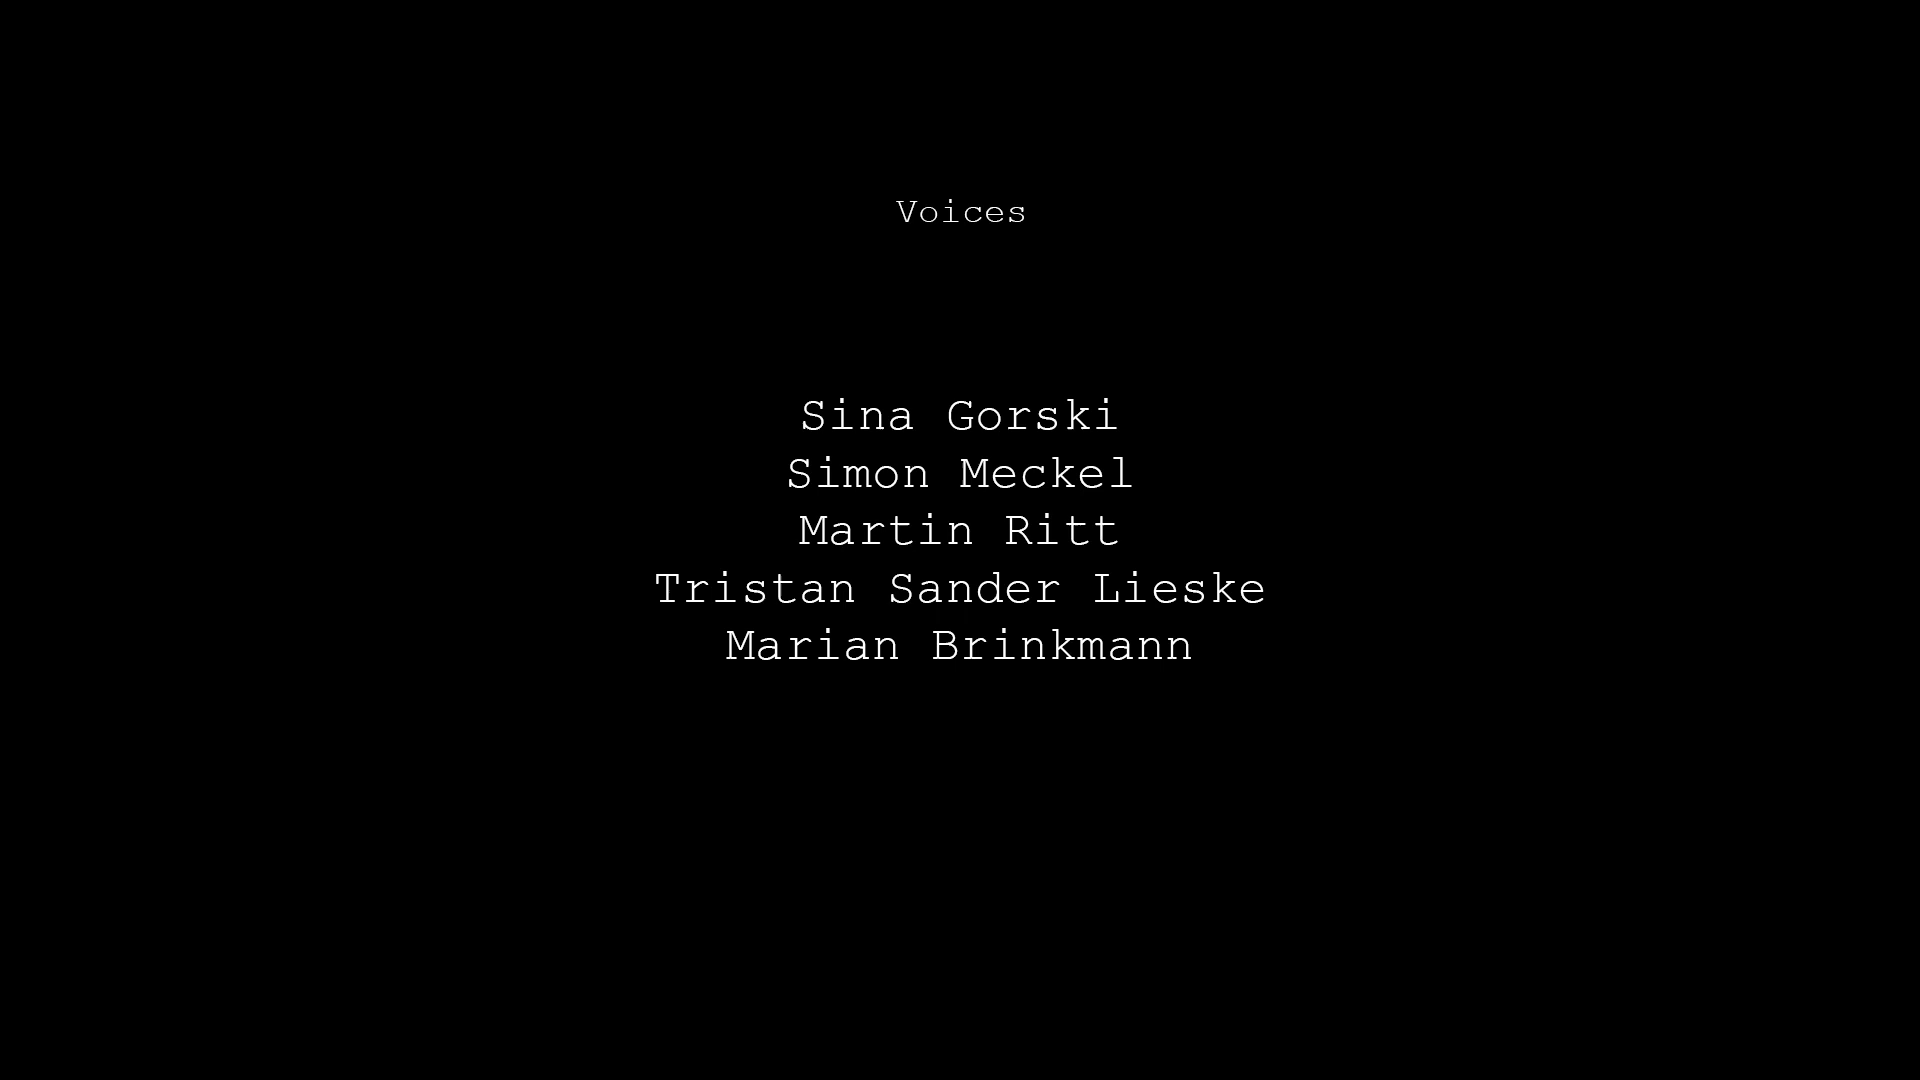 Voices
Sina Gorski
Simon Meckel
Martin Ritt
Tristan Sander Lieske
Marian Brinkmann